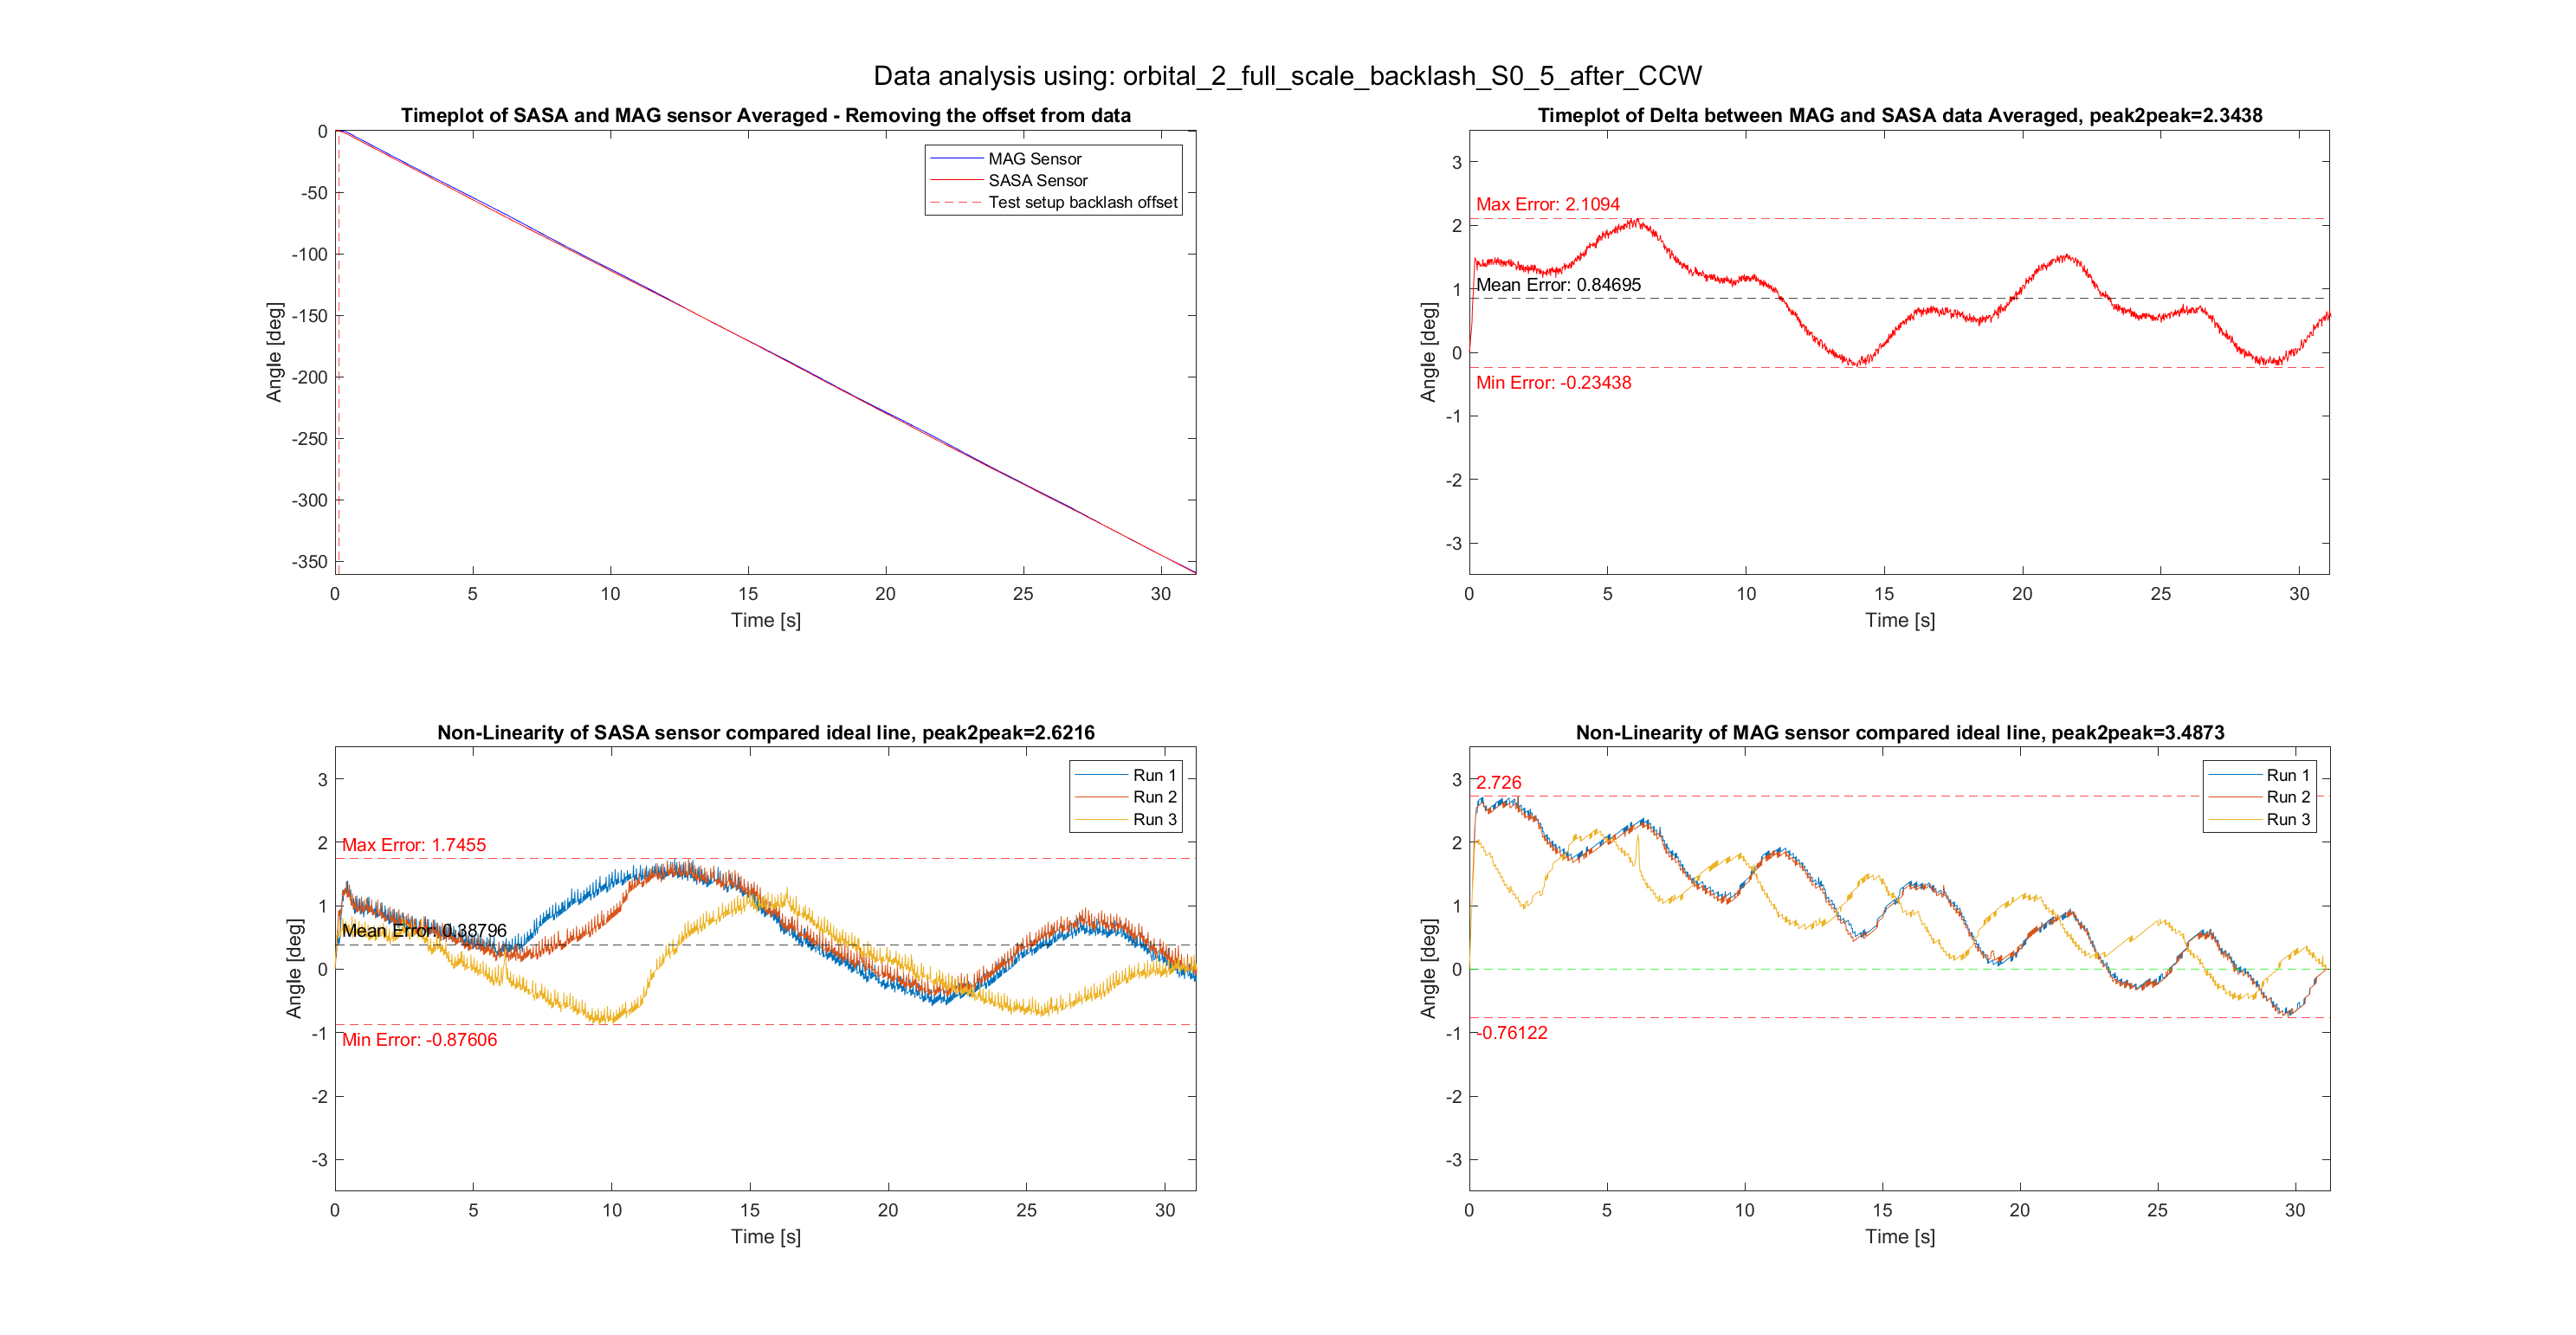 Data analysis using: orbital_2_full_scale_backlash_S0_5_after_CCW
Timeplot of SASA and MAG sensor Averaged - Removing the offset from data
0
-50
-100
-150
-200
-250
-300
-350
Angle [deg]
MAG Sensor
SASA Sensor
Test setup backlash offset
0 5 10 15 20 25 30
Time [s]
Timeplot of Delta between MAG and SASA data Averaged, peak2peak=2.3438
3
2
1
0
-1
-2
-3
Angle [deg]
Max Error: 2.1094
Mean Error: 0.84695
Min Error: -0.23438
0 5 10 15 20 25 30
Time [s]
Non-Linearity of SASA sensor compared ideal line, peak2peak=2.6216
3
2
1
0
-1
-2
-3
Angle [deg]
Run 1
Run 2
Run 3
Max Error: 1.7455
Mean Error: 0.38796
Min Error: -0.87606
0 5 10 15 20 25 30
Time [s]
Non-Linearity of MAG sensor compared ideal line, peak2peak=3.4873
3
2
1
0
-1
-2
-3
Angle [deg]
2.726
Run 1
Run 2
Run 3
-0.76122
0 5 10 15 20 25 30
Time [s]